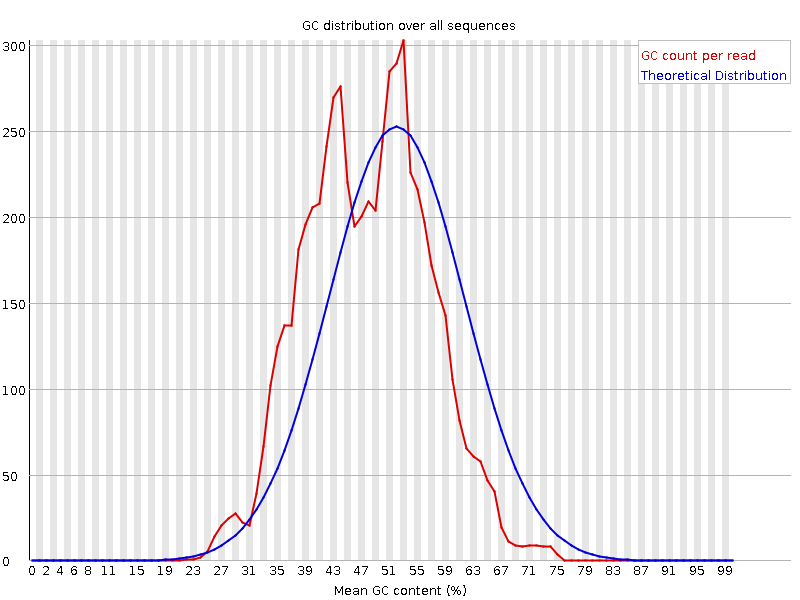 GC distribution over all sequences
GC count per read
Theoretical Distribution
300
250
200
150
100
50
0
0 2 4 6 8 11 15 19 23 27 31 35 39 43 47 51 55 59 63 67 71 75 79 83 87 91 95 99
Mean GC content (%)